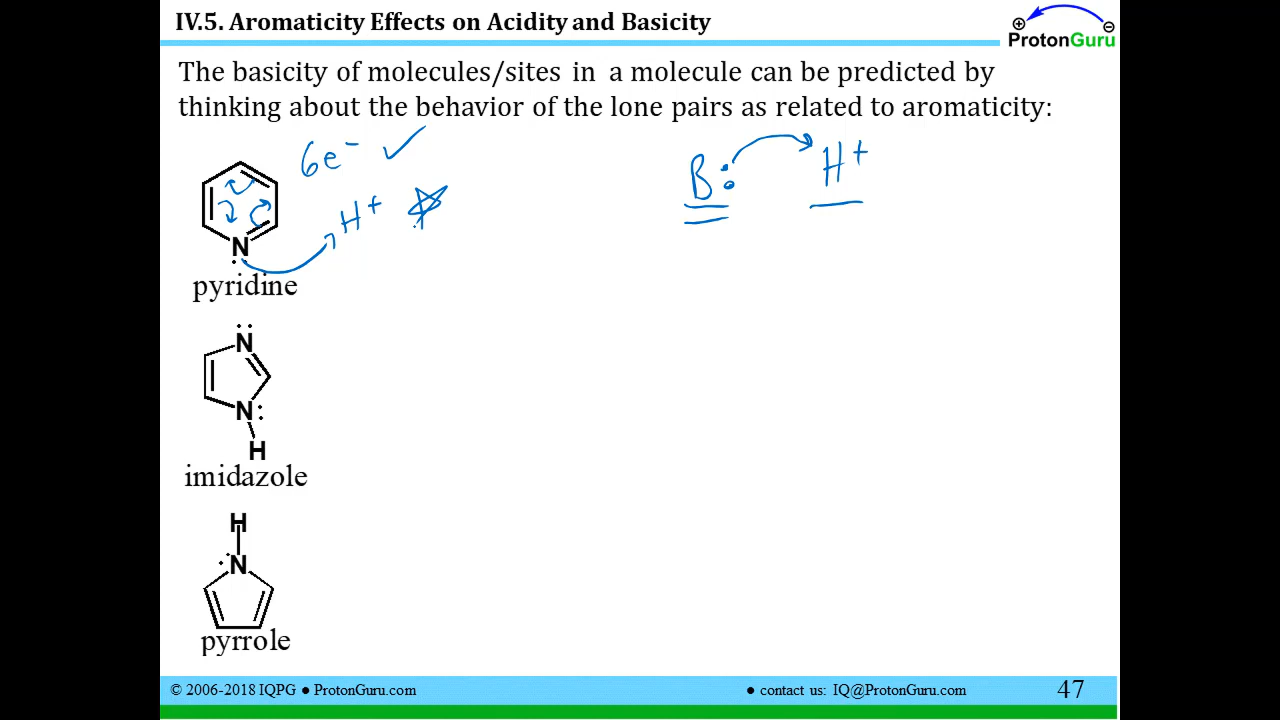 IV.5. Aromaticity Effects on Acidity and Basicity
⊕ ⊖
ProtonGuru
The basicity of molecules/sites in a molecule can be predicted by
thinking about the behavior of the lone pairs as related to aromaticity:
6e⁻ ✓
B: H⁺
H⁺ ☆
N
pyridine
N
N
H
imidazole
H
N
pyrrole
© 2006-2018 IQPG ● ProtonGuru.com ● contact us: IQ@ProtonGuru.com 47